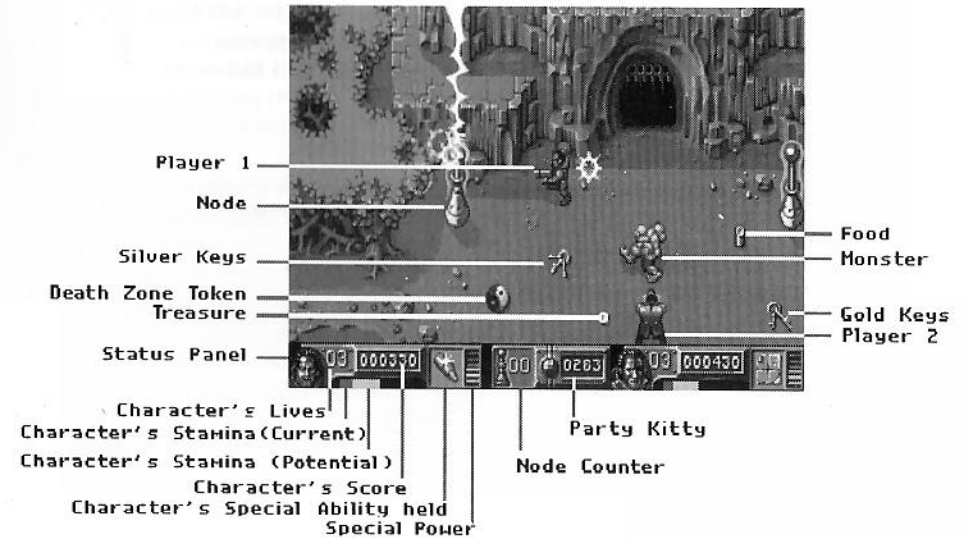 Player 1
Node
Silver Keys
Death Zone Token
Treasure
Status Panel
Food
Monster
Gold Keys
Player 2
03 000330 00 0203 03 000430
Character's Lives
Character's Stamina(Current)
Character's Stamina (Potential)
Character's Score
Character's Special Ability held
Special Power
Party Kitty
Node Counter